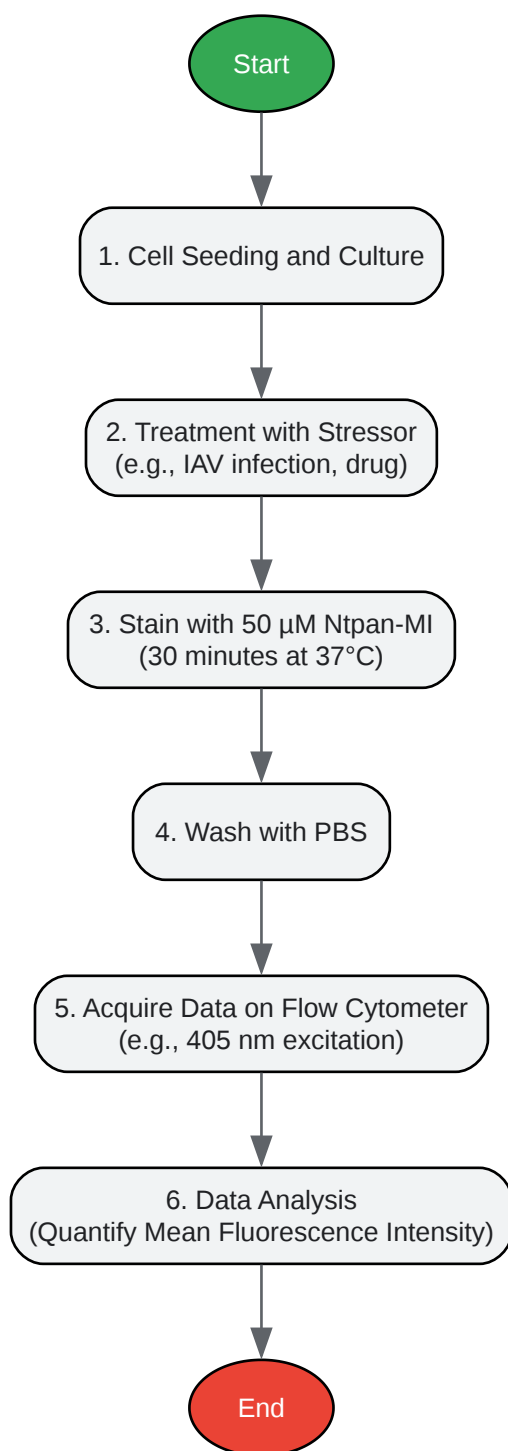 Start
1. Cell Seeding and Culture
2. Treatment with Stressor
(e.g., IAV infection, drug)
3. Stain with 50 µM Ntpan-MI
(30 minutes at 37°C)
4. Wash with PBS
5. Acquire Data on Flow Cytometer
(e.g., 405 nm excitation)
6. Data Analysis
(Quantify Mean Fluorescence Intensity)
End